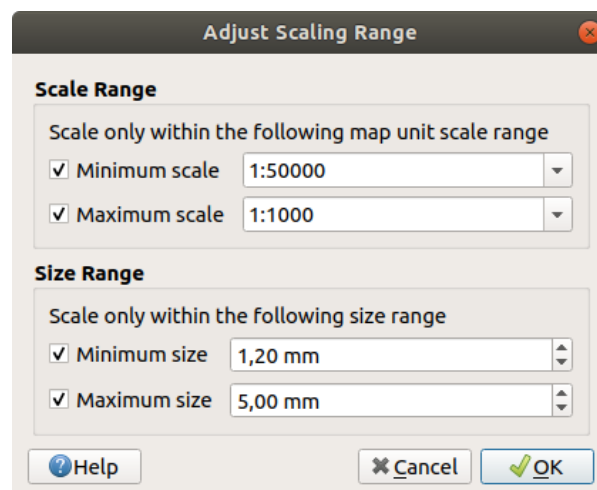 Adjust Scaling Range
Scale Range
Scale only within the following map unit scale range
Minimum scale 1:50000
Maximum scale 1:1000
Size Range
Scale only within the following size range
Minimum size 1,20 mm
Maximum size 5,00 mm
Help Cancel OK